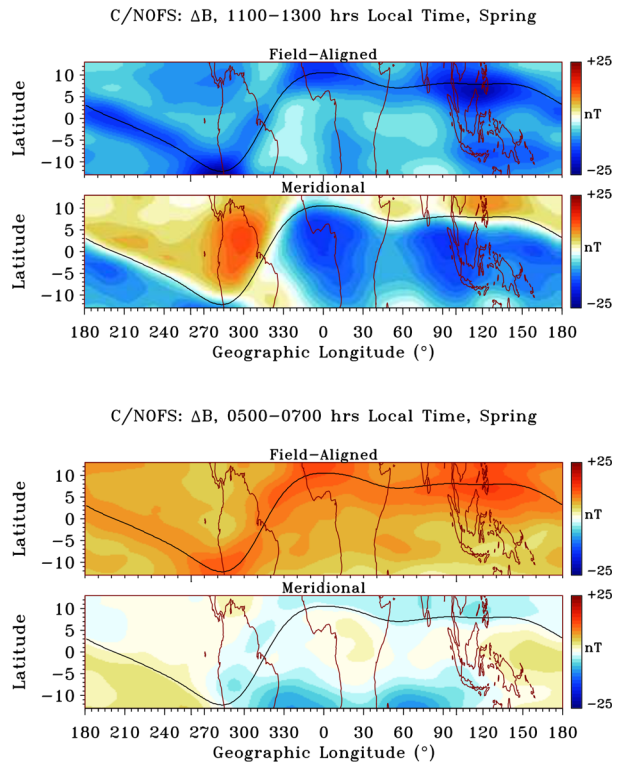 C/NOFS: ΔB, 1100−1300 hrs Local Time, Spring
Field−Aligned
+25
10
5
0
−5
−10
Latitude
nT
−25
Meridional
+25
10
5
0
−5
−10
Latitude
nT
−25
180 210 240 270 300 330 0 30 60 90 120 150 180
Geographic Longitude (°)
C/NOFS: ΔB, 0500−0700 hrs Local Time, Spring
Field−Aligned
+25
10
5
0
−5
−10
Latitude
nT
−25
Meridional
+25
10
5
0
−5
−10
Latitude
nT
−25
180 210 240 270 300 330 0 30 60 90 120 150 180
Geographic Longitude (°)